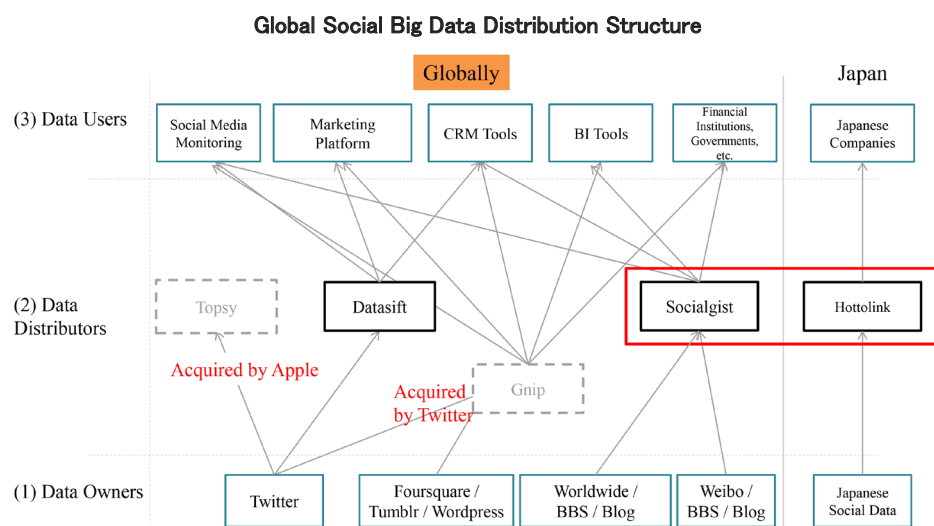 Global Social Big Data Distribution Structure
Globally
Japan
(3) Data Users
Social Media
Monitoring
Marketing
Platform
CRM Tools
BI Tools
Financial
Institutions,
Governments,
etc.
Japanese
Companies
(2) Data
Distributors
Topsy
Datasift
Socialgist
Hottolink
Acquired by Apple
Acquired
by Twitter
Gnip
(1) Data Owners
Twitter
Foursquare /
Tumblr / Wordpress
Worldwide /
BBS / Blog
Weibo /
BBS / Blog
Japanese
Social Data